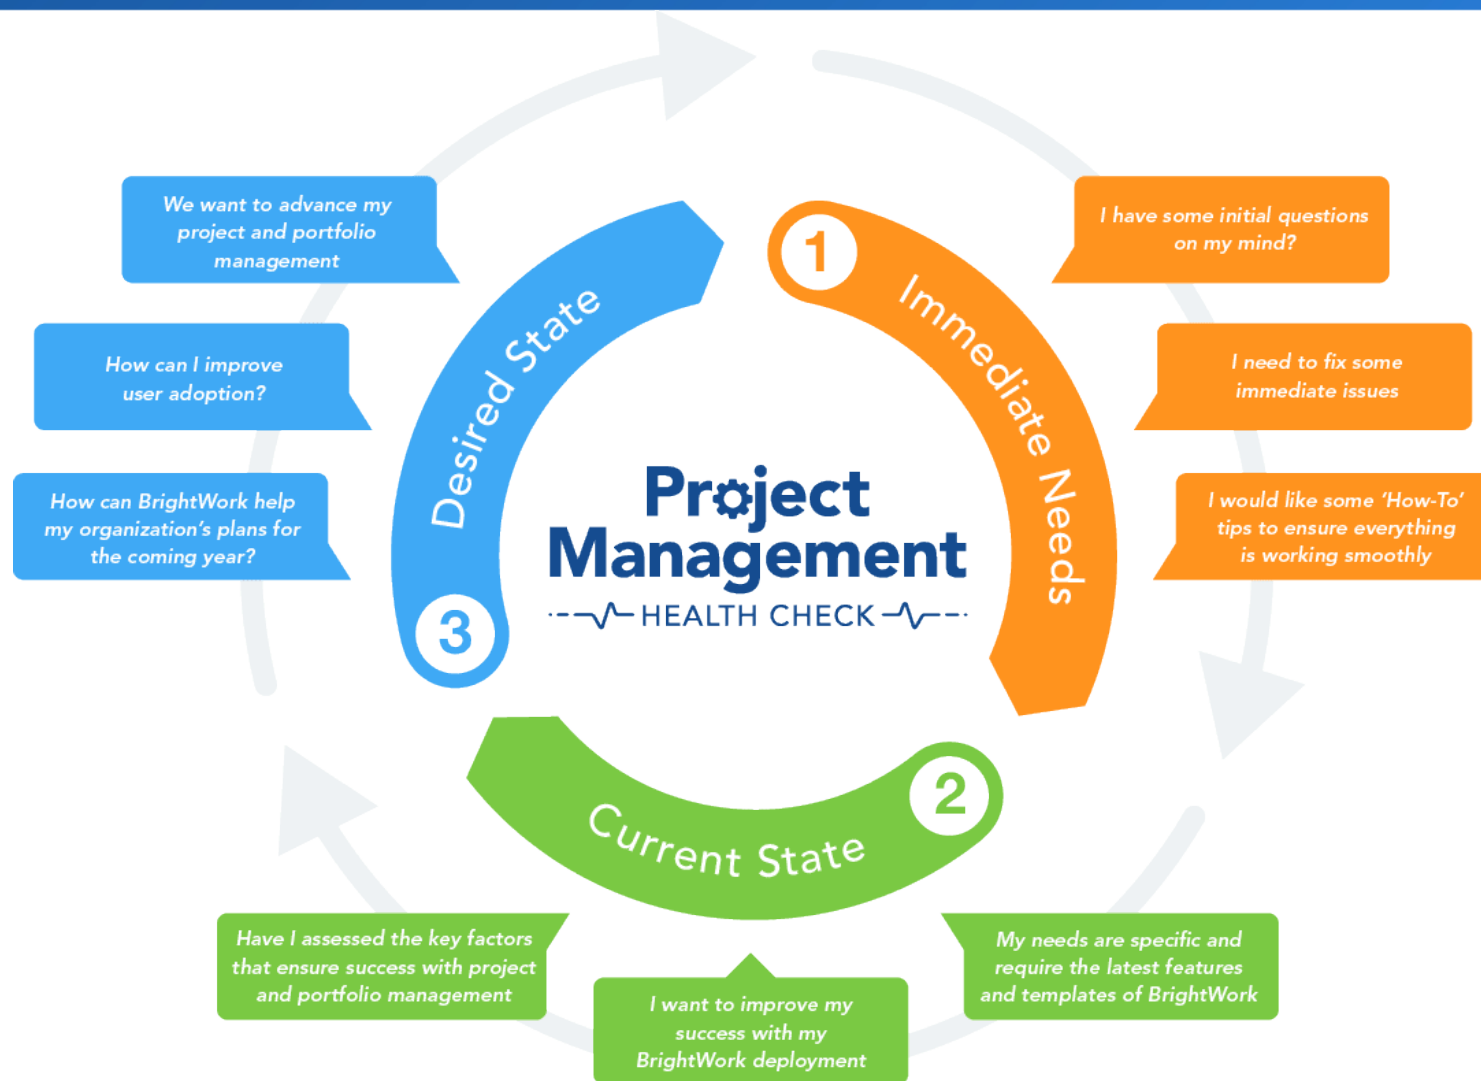 Project
Management
HEALTH CHECK
1
Immediate Needs
I have some initial questions
on my mind?
I need to fix some
immediate issues
I would like some ‘How-To’
tips to ensure everything
is working smoothly
2
Current State
My needs are specific and
require the latest features
and templates of BrightWork
I want to improve my
success with my
BrightWork deployment
Have I assessed the key factors
that ensure success with project
and portfolio management
3
Desired State
How can BrightWork help
my organization’s plans for
the coming year?
How can I improve
user adoption?
We want to advance my
project and portfolio
management